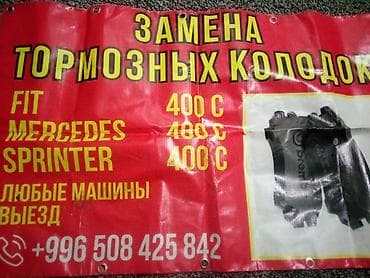 ЗАМЕНА
ТОРМОЗНЫХ КОЛОДОК
FIT 400 С
MERCEDES 400 С
SPRINTER 400 С
ЛЮБЫЕ МАШИНЫ
ВЫЕЗД
+996 508 425 842